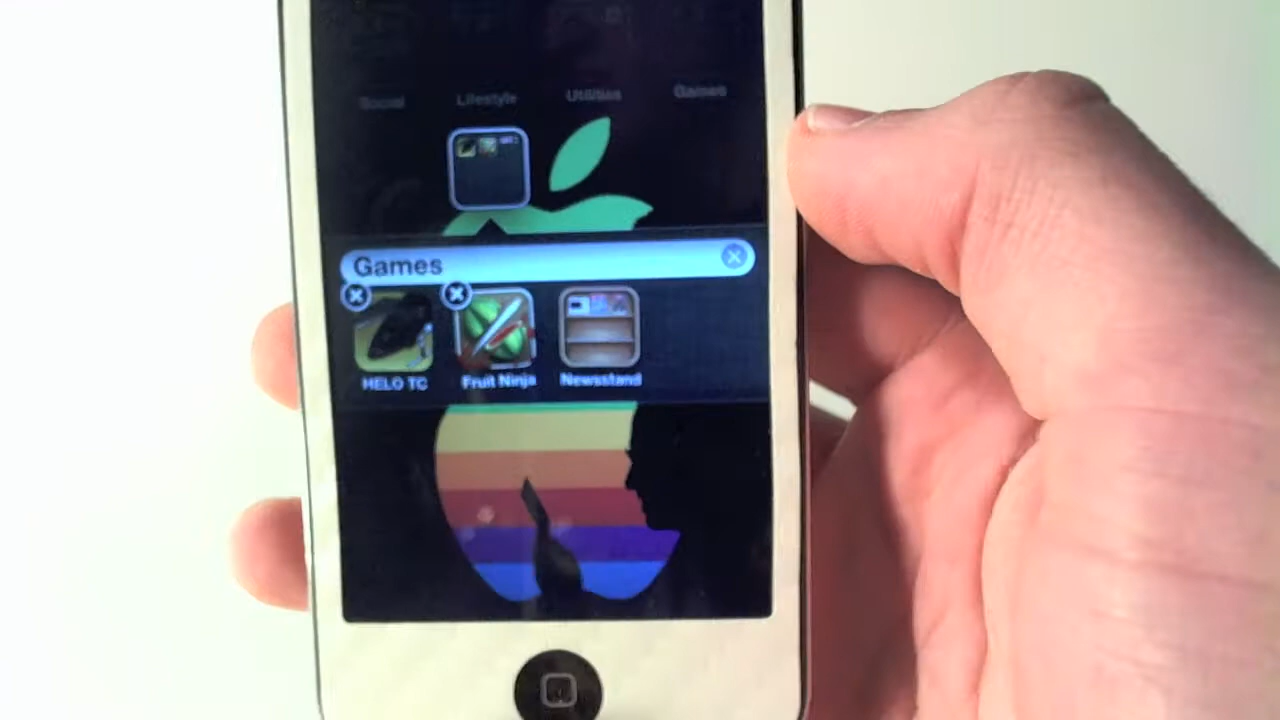 Social Lifestyle Utilities Games
Games
HELO TC Fruit Ninja Newsstand